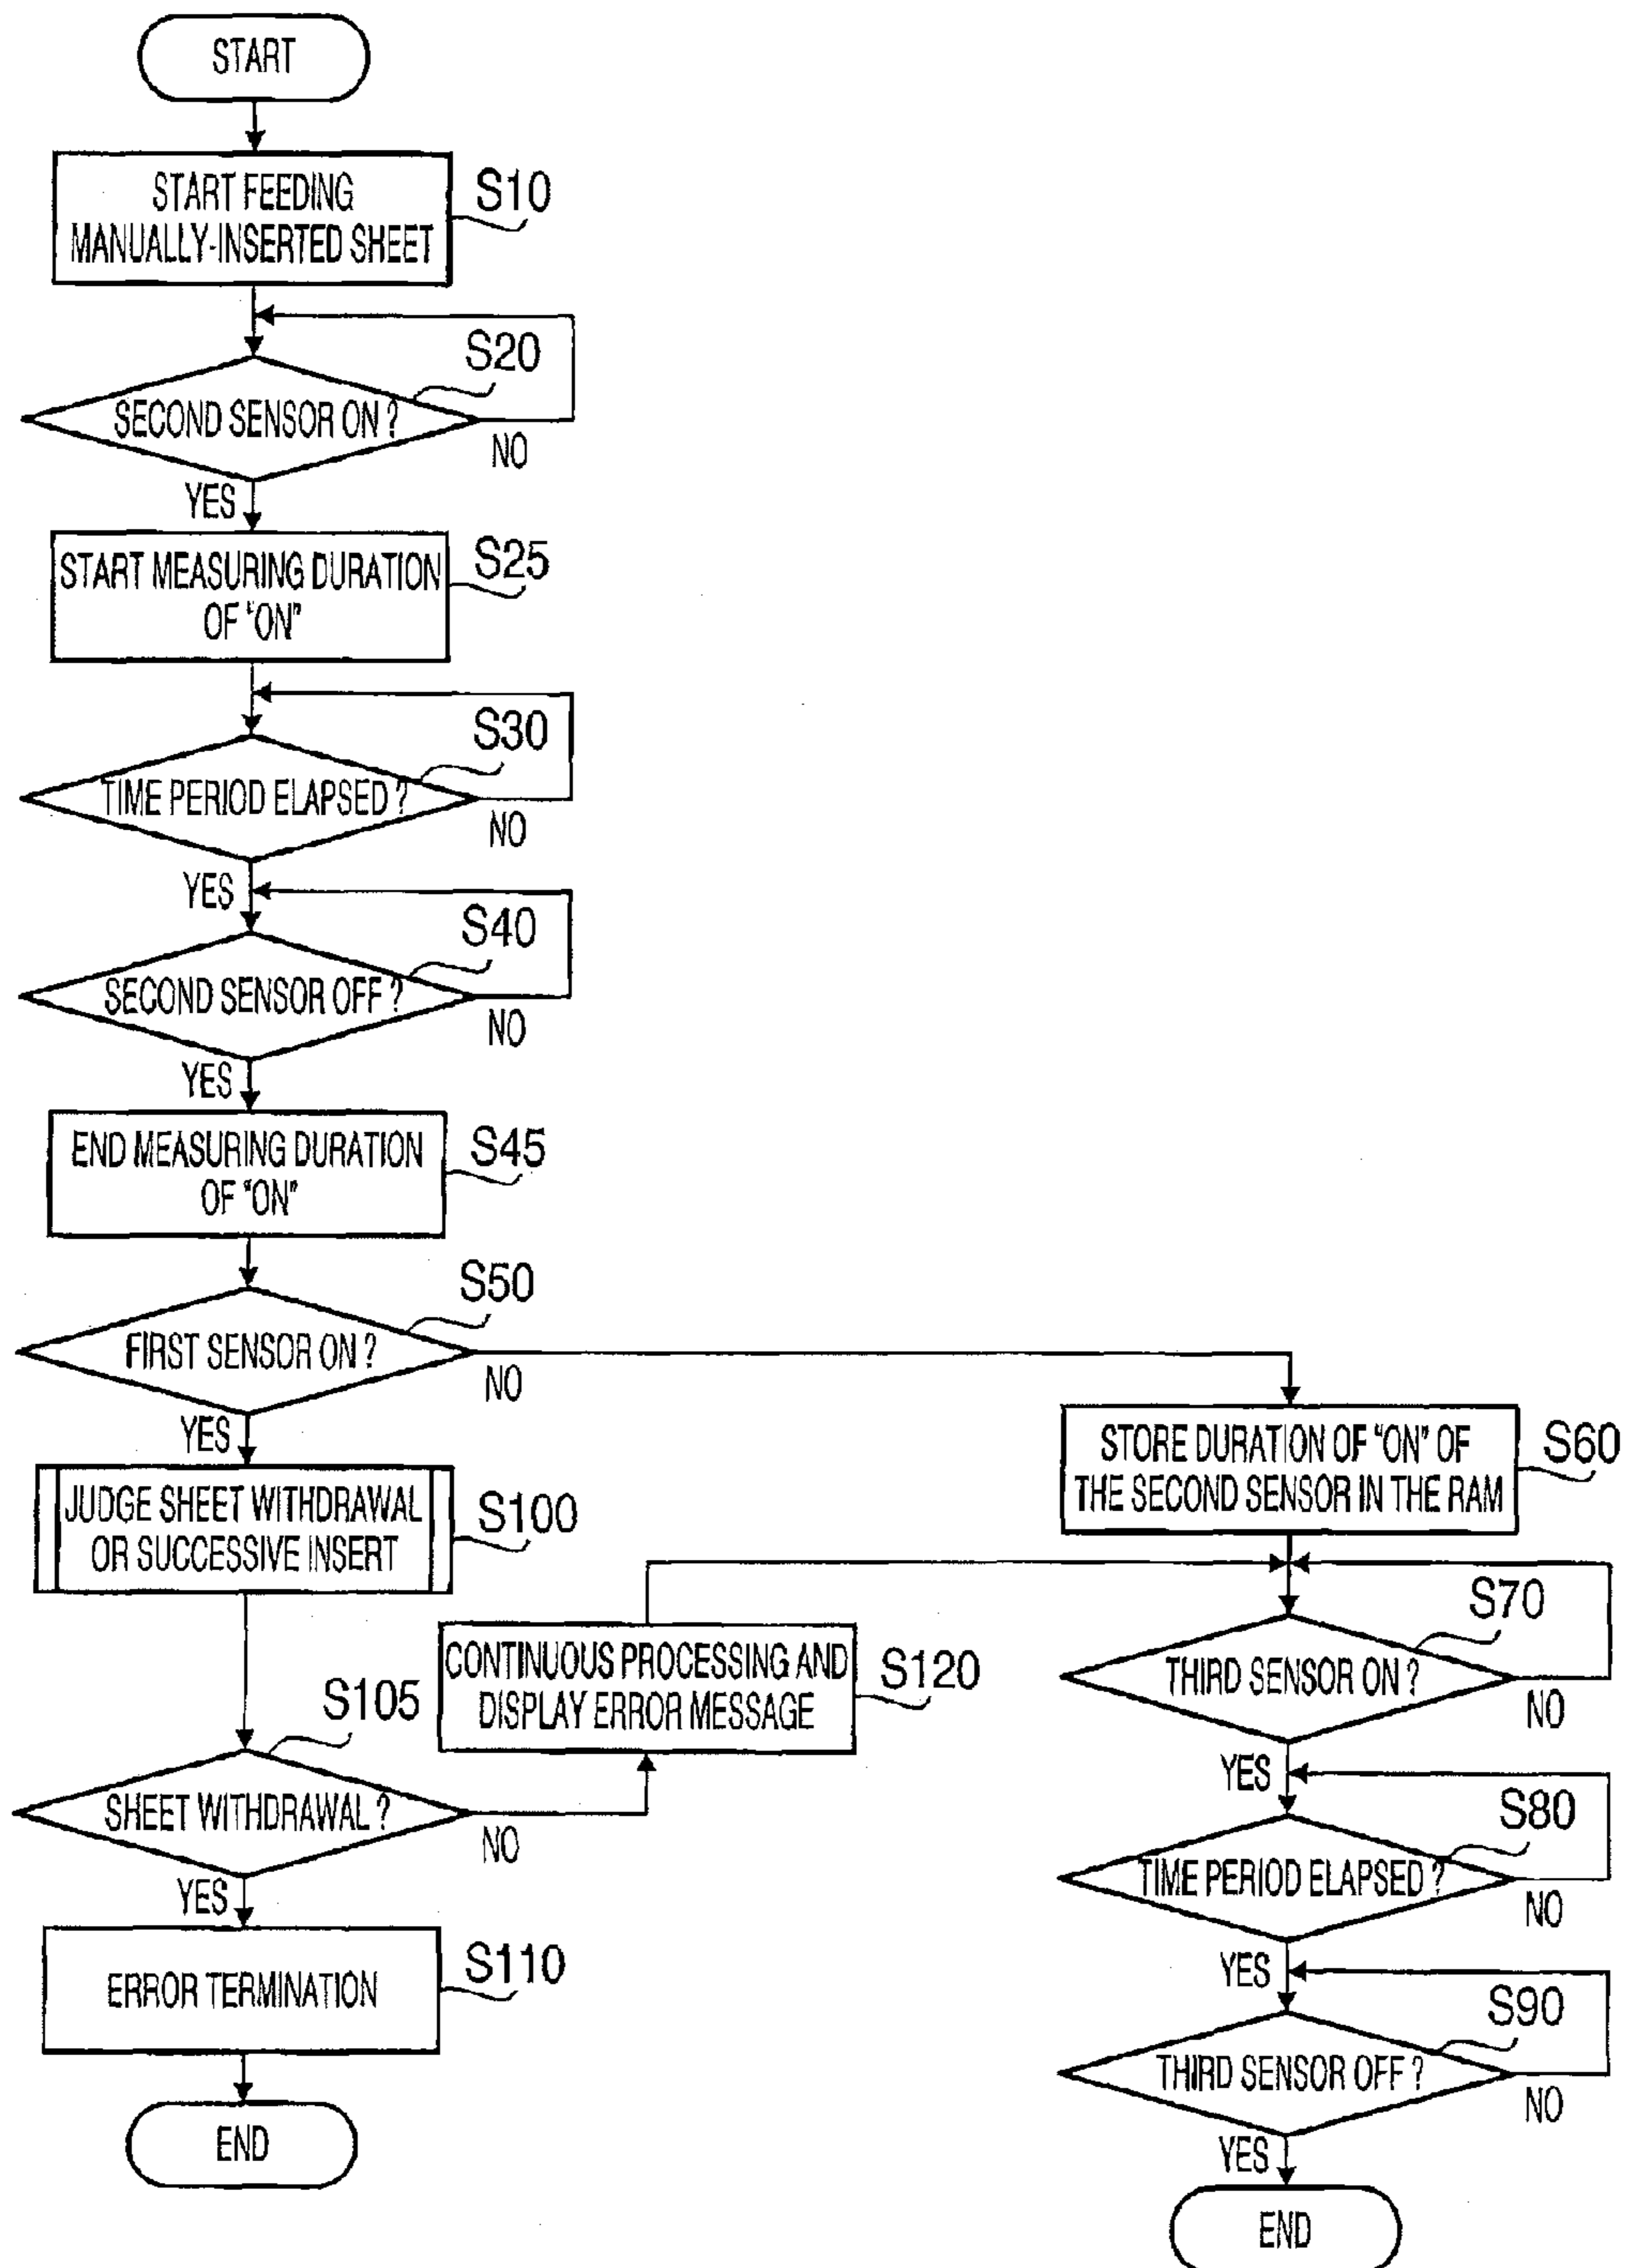 START
START FEEDING
MANUALLY-INSERTED SHEET
S10
SECOND SENSOR ON ?
S20
NO
YES
START MEASURING DURATION
OF "ON"
S25
TIME PERIOD ELAPSED ?
S30
NO
YES
SECOND SENSOR OFF ?
S40
NO
YES
END MEASURING DURATION
OF "ON"
S45
FIRST SENSOR ON ?
S50
NO
YES
JUDGE SHEET WITHDRAWAL
OR SUCCESSIVE INSERT
S100
SHEET WITHDRAWAL ?
S105
NO
YES
ERROR TERMINATION
S110
END
CONTINUOUS PROCESSING AND
DISPLAY ERROR MESSAGE
S120
STORE DURATION OF "ON" OF
THE SECOND SENSOR IN THE RAM
S60
THIRD SENSOR ON ?
S70
NO
YES
TIME PERIOD ELAPSED ?
S80
NO
YES
THIRD SENSOR OFF ?
S90
NO
YES
END